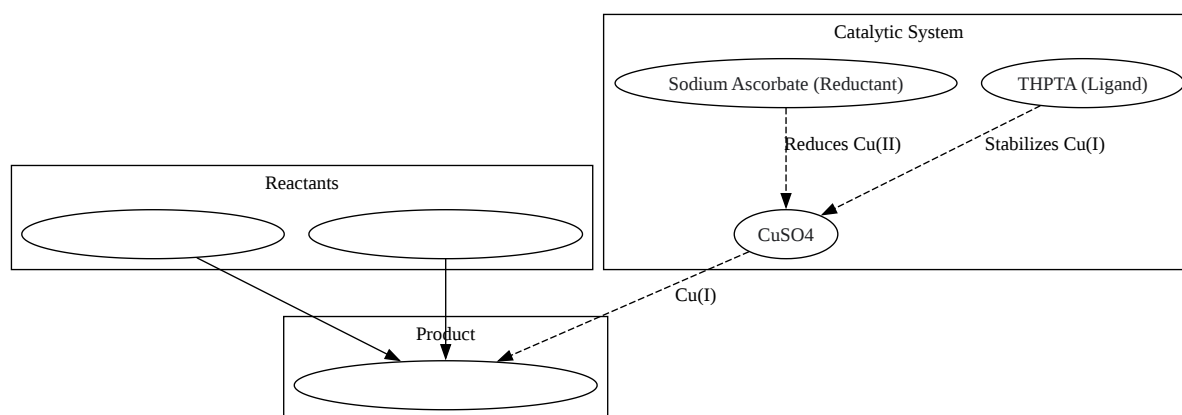 Catalytic System
Sodium Ascorbate (Reductant)
THPTA (Ligand)
Reduces Cu(II)
Stabilizes Cu(I)
Reactants
CuSO4
Cu(I)
Product